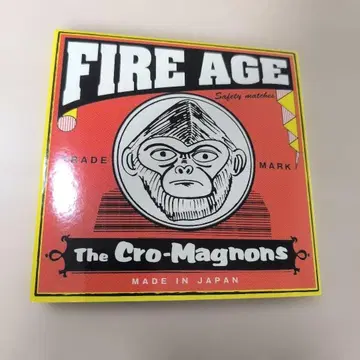 FIRE AGE
Safety matches
TRADE MARK
The Cro-Magnons
MADE IN JAPAN